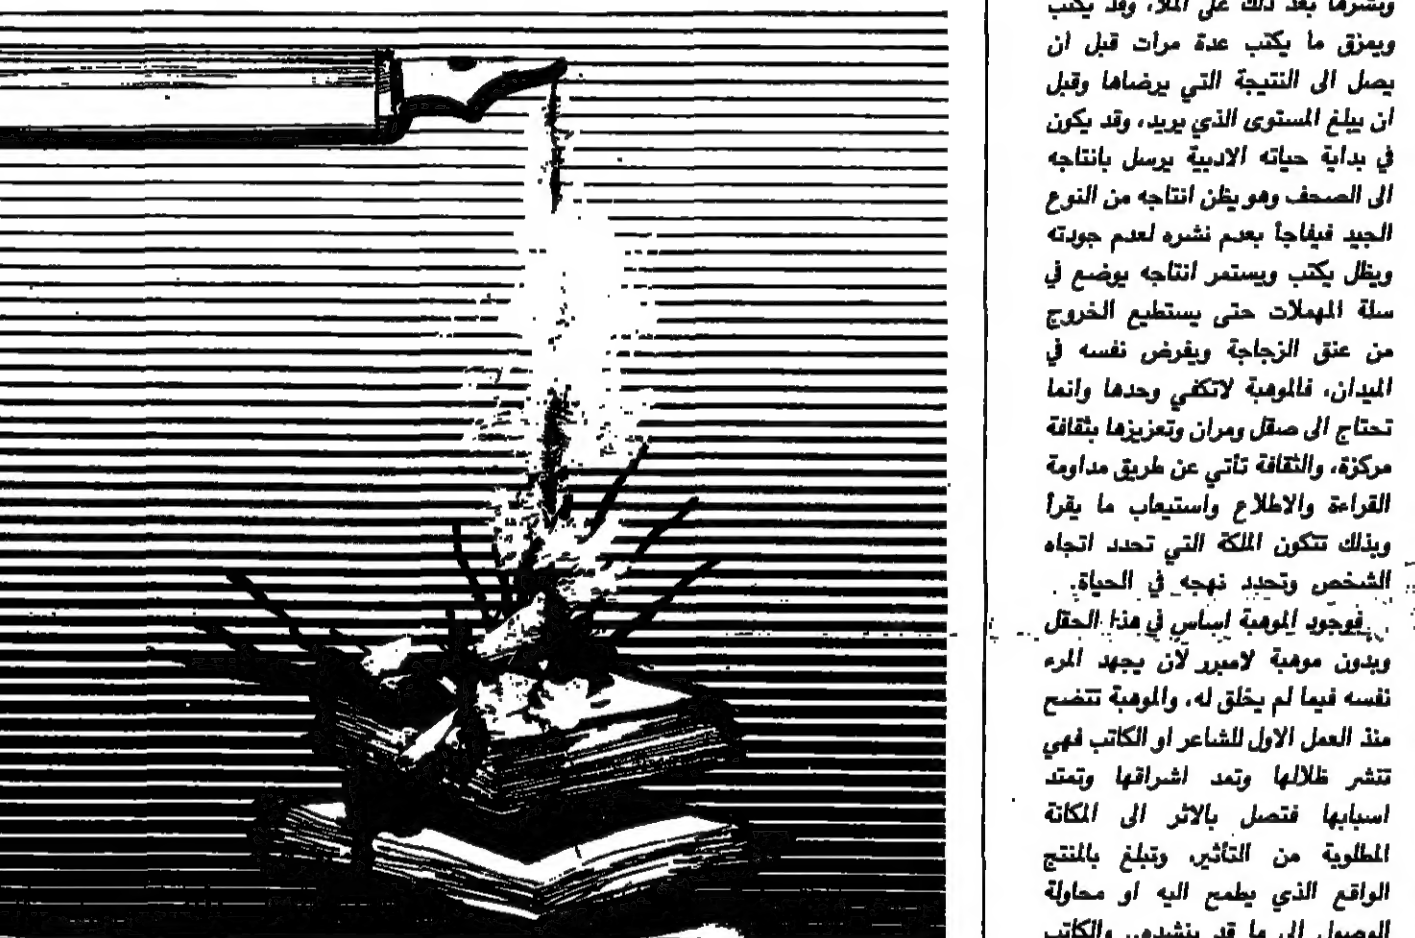 وينشرها بعد ذلك على الملأ، وقد يكتب
ويمزق ما يكتب عدة مرات قبل ان
يصل الى النتيجة التي يرضاها وقبل
ان يبلغ المستوى الذي يريد، وقد يكون
في بداية حياته الادبية يرسل بانتاجه
الى الصحف وهو يظن انتاجه من النوع
الجيد فيفاجأ بعدم نشره لعدم جودته
ويظل يكتب ويستمر انتاجه يوضع في
سلة المهملات حتى يستطيع الخروج
من عنق الزجاجة ويفرض نفسه في
الميدان، فالموهبة لاتكفي وحدها وانما
تحتاج الى صقل ومران وتعزيزها بثقافة
مركزة، والثقافة تأتي عن طريق مداومة
القراءة والاطلاع واستيعاب ما يقرأ
وبذلك تتكون الملكة التي تحدد اتجاه
الشخص وتحدد نهجه في الحياة.
فوجود الموهبة اساس في هذا الحقل
وبدون موهبة لامبرر لأن يجهد المرء
نفسه فيما لم يخلق له، والموهبة تتضح
منذ العمل الاول للشاعر او الكاتب فهي
تنشر ظلالها وتمد اشراقها وتمتد
اسبابها فتصل بالاثر الى المكانة
المطلوبة من التأثير، وتبلغ بالمنتج
الواقع الذي يطمح اليه او محاولة
الوصول الى ما قد ينشده.. والكاتب